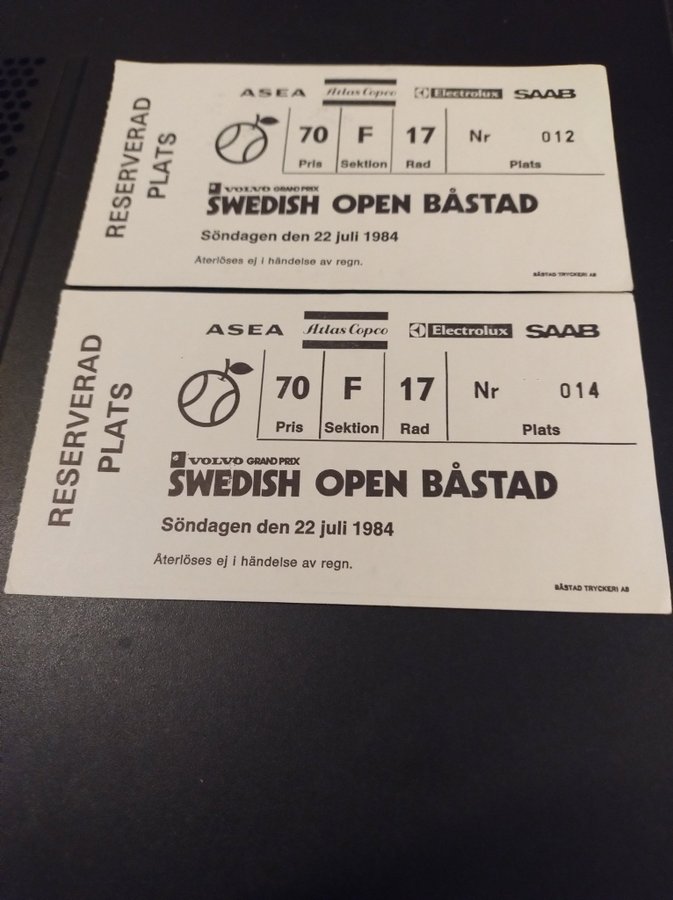 RESERVERAD
PLATS
ASEA Atlas Copco Electrolux SAAB
70 F 17 Nr 012
Pris Sektion Rad Plats
VOLVO GRAND PRIX
SWEDISH OPEN BÅSTAD
Söndagen den 22 juli 1984
Återlöses ej i händelse av regn.
BÅSTAD TRYCKERI AB
RESERVERAD
PLATS
ASEA Atlas Copco Electrolux SAAB
70 F 17 Nr 014
Pris Sektion Rad Plats
VOLVO GRAND PRIX
SWEDISH OPEN BÅSTAD
Söndagen den 22 juli 1984
Återlöses ej i händelse av regn.
BÅSTAD TRYCKERI AB